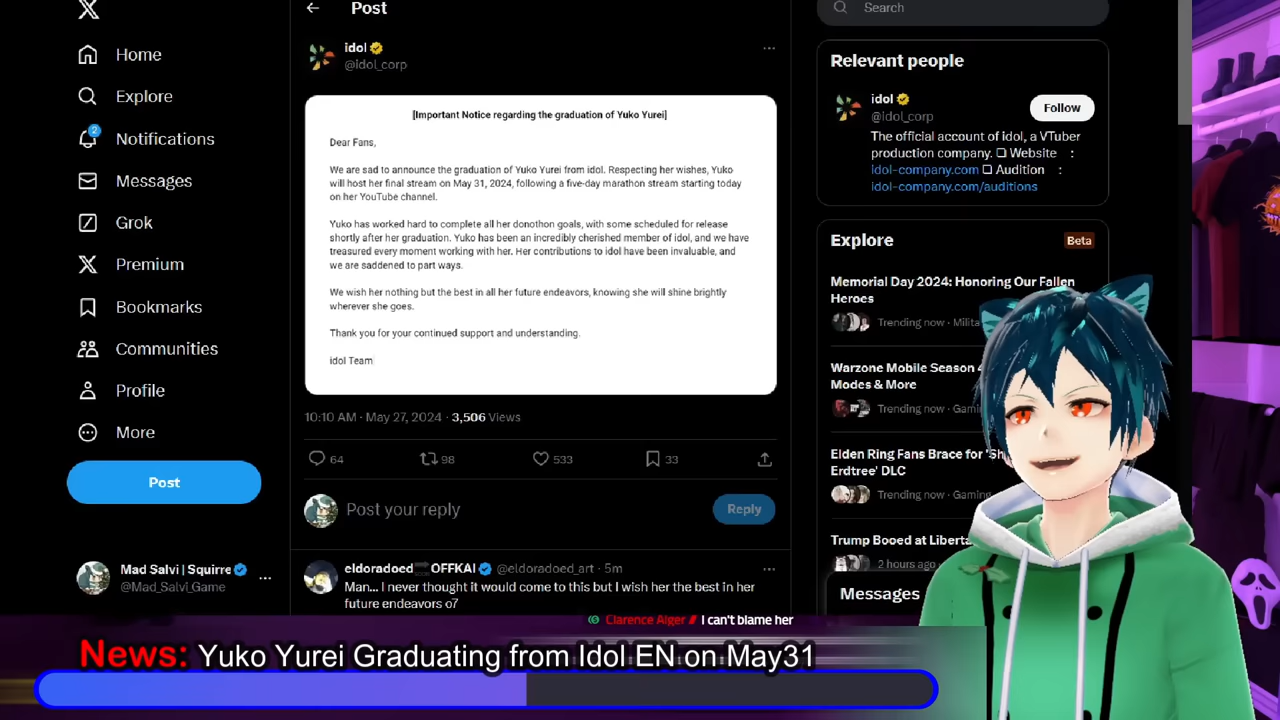 Home
Explore
2
Notifications
Messages
Grok
Premium
Bookmarks
Communities
Profile
More
Post
Mad Salvi | Squirre
@Mad_Salvi_Game
Post
idol
@idol_corp
[Important Notice regarding the graduation of Yuko Yurei]
Dear Fans,
We are sad to announce the graduation of Yuko Yurei from idol. Respecting her wishes, Yuko
will host her final stream on May 31, 2024, following a five-day marathon stream starting today
on her YouTube channel.
Yuko has worked hard to complete all her donothon goals, with some scheduled for release
shortly after her graduation. Yuko has been an incredibly cherished member of idol, and we have
treasured every moment working with her. Her contributions to idol have been invaluable, and
we are saddened to part ways.
We wish her nothing but the best in all her future endeavors, knowing she will shine brightly
wherever she goes.
Thank you for your continued support and understanding.
idol Team
10:10 AM · May 27, 2024 · 3,506 Views
64
98
533
33
Post your reply
Reply
eldoradoed OFFKAI @eldoradoed_art · 5m
Man... I never thought it would come to this but I wish her the best in her
future endeavors o7
Search
Relevant people
idol
@idol_corp
Follow
The official account of idol, a VTuber
production company. ❏ Website :
idol-company.com ❏ Audition :
idol-company.com/auditions
Explore
Beta
Memorial Day 2024: Honoring Our Fallen
Heroes
Trending now · Milita
Warzone Mobile Season 4
Modes & More
Trending now · Gami
Elden Ring Fans Brace for 'Sh
Erdtree' DLC
Trending now · Gaming
Trump Booed at Liberta
2 hours ago
Messages
Clarence Alger // I can't blame her
News: Yuko Yurei Graduating from Idol EN on May31